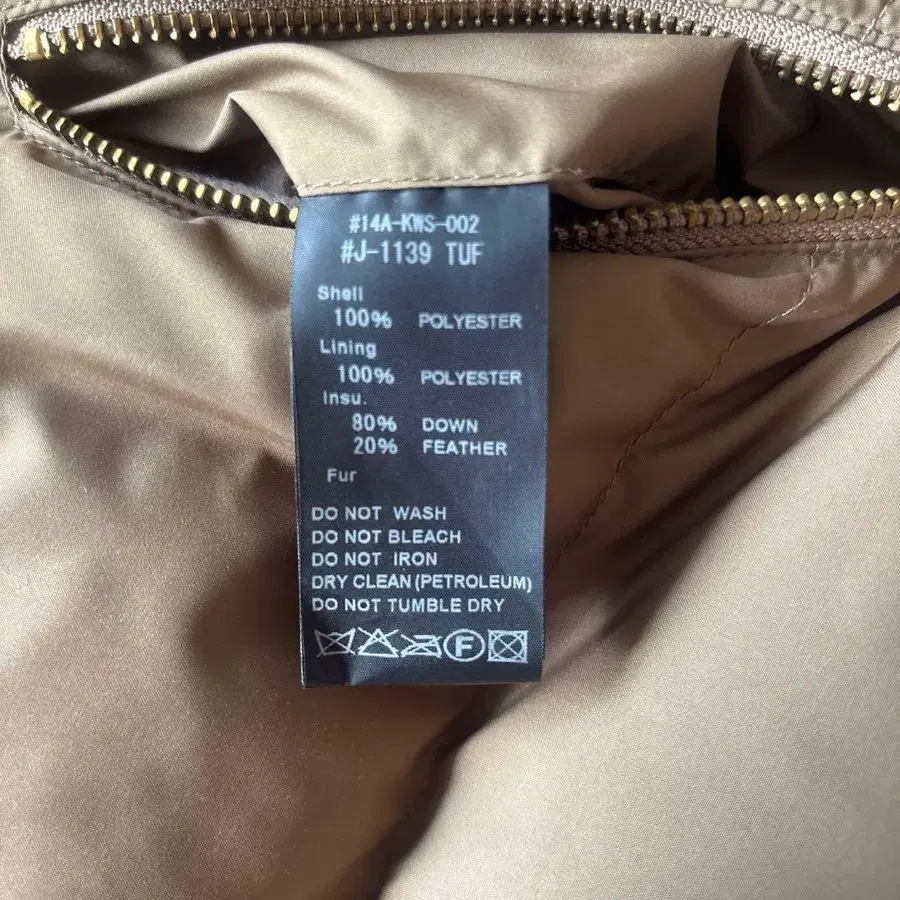 #14A-KWS-002
#J-1139 TUF
Shell
100% POLYESTER
Lining
100% POLYESTER
Insu.
80% DOWN
20% FEATHER
Fur
DO NOT WASH
DO NOT BLEACH
DO NOT IRON
DRY CLEAN (PETROLEUM)
DO NOT TUMBLE DRY
F